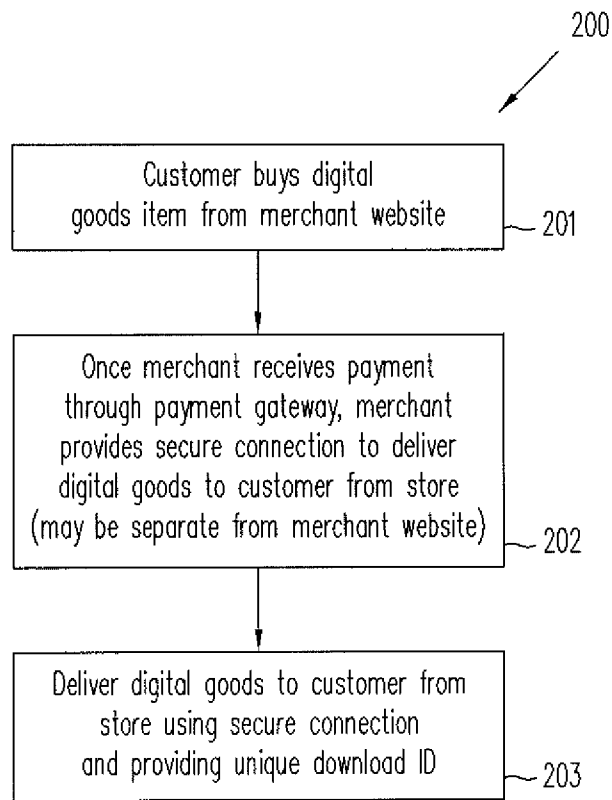 200
Customer buys digital
goods item from merchant website
201
Once merchant receives payment
through payment gateway, merchant
provides secure connection to deliver
digital goods to customer from store
(may be separate from merchant website)
202
Deliver digital goods to customer from
store using secure connection
and providing unique download ID
203